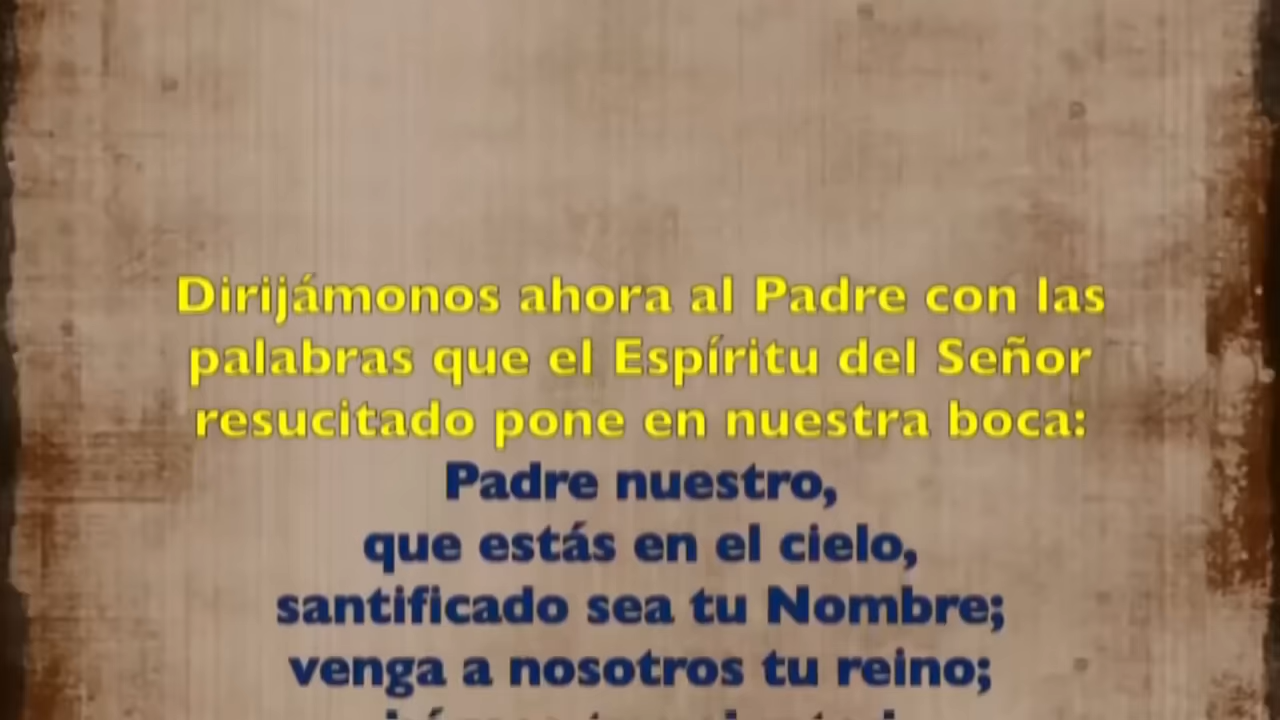 Dirijámonos ahora al Padre con las
palabras que el Espíritu del Señor
resucitado pone en nuestra boca:
Padre nuestro,
que estás en el cielo,
santificado sea tu Nombre;
venga a nosotros tu reino;